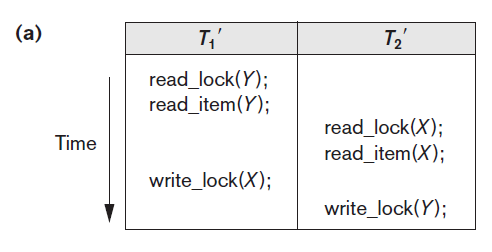 (a)
T1′ T2′
read_lock(Y);
read_item(Y);
read_lock(X);
read_item(X);
Time
write_lock(X);
write_lock(Y);